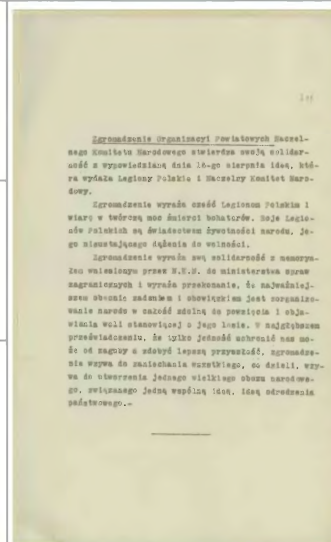 Zgromadzenie Organizacyi Powiatowych Naczel-
nego Komitetu Narodowego stwierdza swoją solidar-
ność z wypowiedzianą dnia 16-go sierpnia ideą, któ-
ra wydała Legiony Polskie i Naczelny Komitet Naro-
dowy.
Zgromadzenie wyraża cześć Legionom Polskim i
wiarę w twórczą moc śmierci bohaterów. Boje Legio-
nów Polskich są świadectwem żywotności narodu, je-
go nieustającego dążenia do wolności.
Zgromadzenie wyraża swą solidarność z memorya-
łem wniesionym przez N.K.N. do ministerstwa spraw
zagranicznych i wyraża przekonanie, że najważniej-
szem obecnie zadaniem i obowiązkiem jest zorganizo-
wanie narodu w całość zdolną do powzięcia i obja-
wiania woli stanowiącej o jego losie. W najgłębszem
przeświadczeniu, że tylko jedność uchronić nas mo-
że od zaguby a zdobyć lepszą przyszłość, zgromadze-
nie wzywa do zaniechania wszystkiego, co dzieli, wzy-
wa do utworzenia jednego wielkiego obozu narodowe-
go, związanego jedną wspólną ideą, ideą odrodzenia
państwowego.-